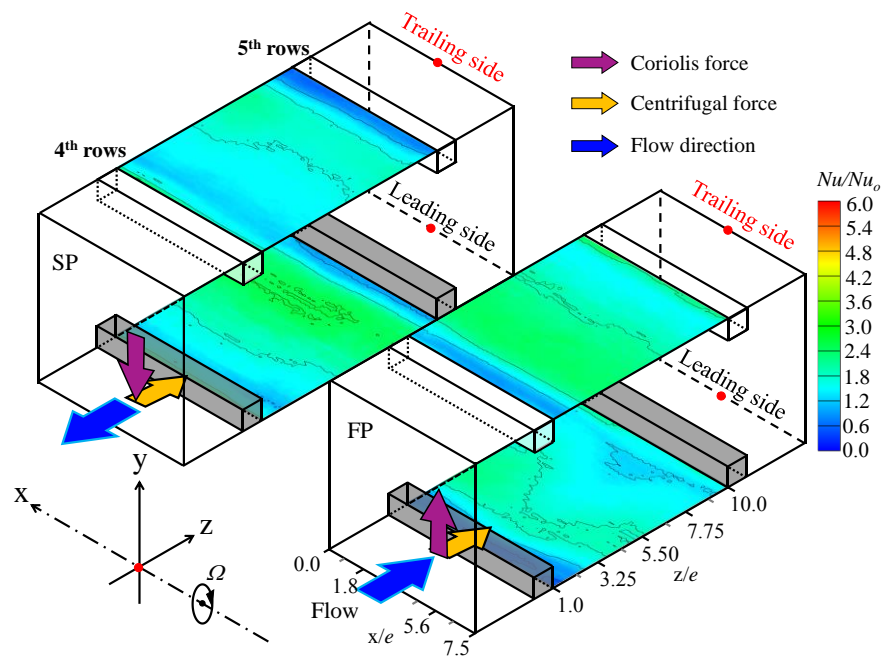 5th rows
Trailing side
Coriolis force
Centrifugal force
Flow direction
4th rows
Leading side
SP
Trailing side
Nu/Nuo
6.0
5.4
4.8
4.2
3.6
3.0
2.4
1.8
1.2
0.6
0.0
Leading side
FP
y
x
z
Ω
Flow
0.0
1.8
x/e
5.6
7.5
1.0
3.25
z/e
5.50
7.75
10.0